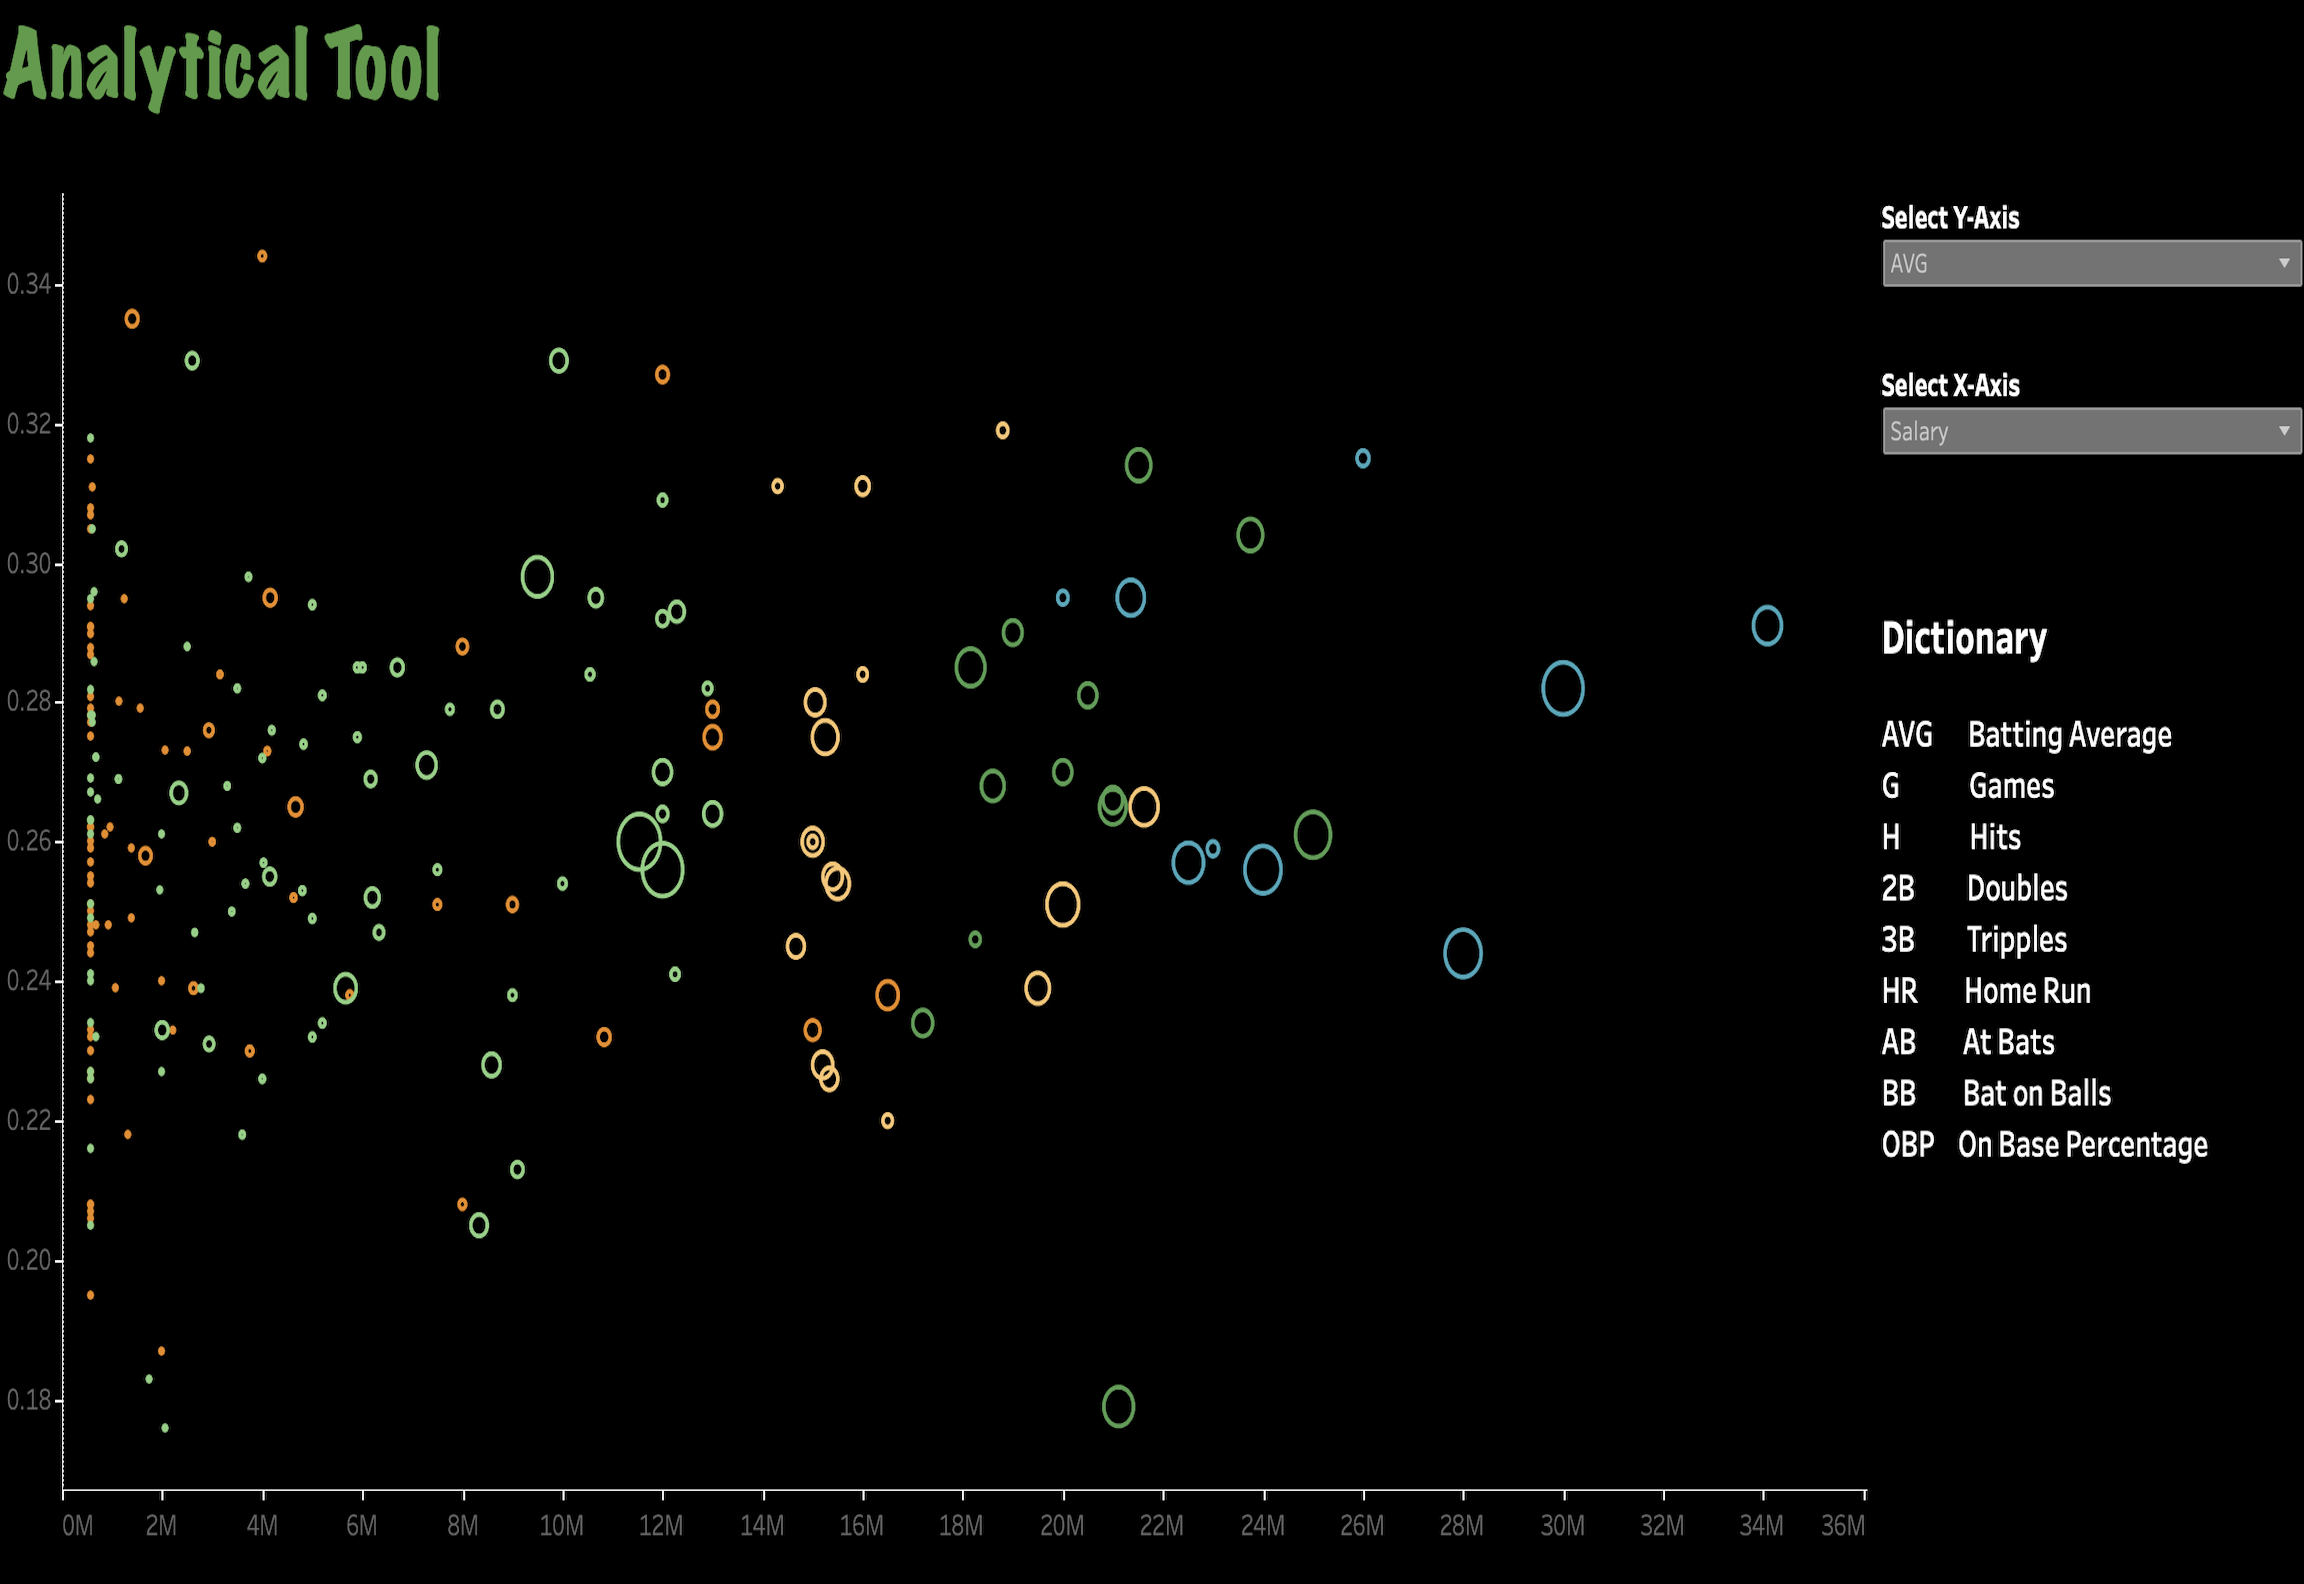 Analytical Tool
0.34
0.32
0.30
0.28
0.26
0.24
0.22
0.20
0.18
0M 2M 4M 6M 8M 10M 12M 14M 16M 18M 20M 22M 24M 26M 28M 30M 32M 34M 36M
Select Y-Axis
AVG
Select X-Axis
Salary
Dictionary
AVG Batting Average
G Games
H Hits
2B Doubles
3B Tripples
HR Home Run
AB At Bats
BB Bat on Balls
OBP On Base Percentage